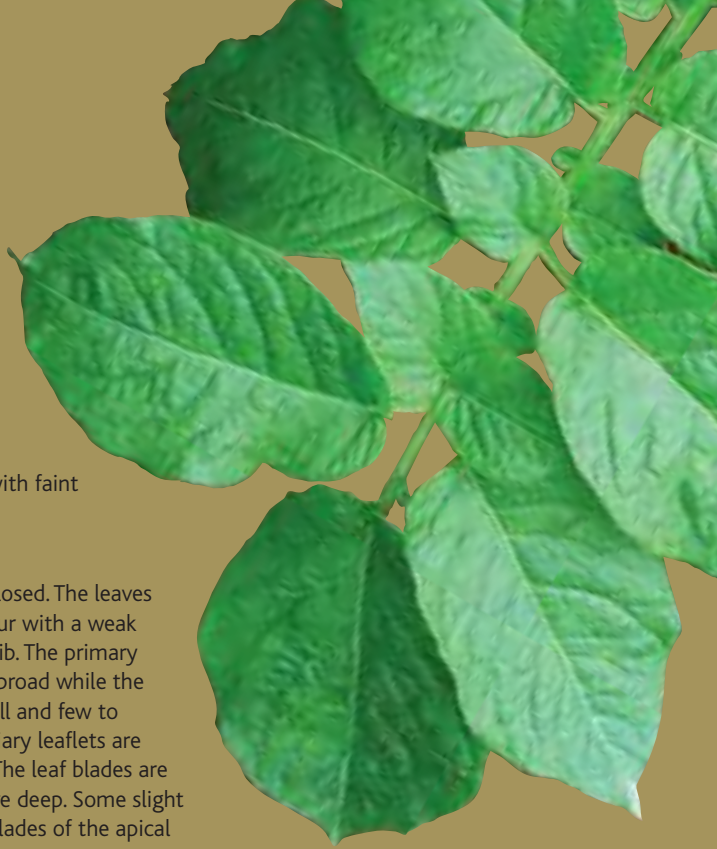 with faint
losed. The leaves
ur with a weak
ib. The primary
broad while the
ll and few to
ary leaflets are
The leaf blades are
e deep. Some slight
lades of the apical